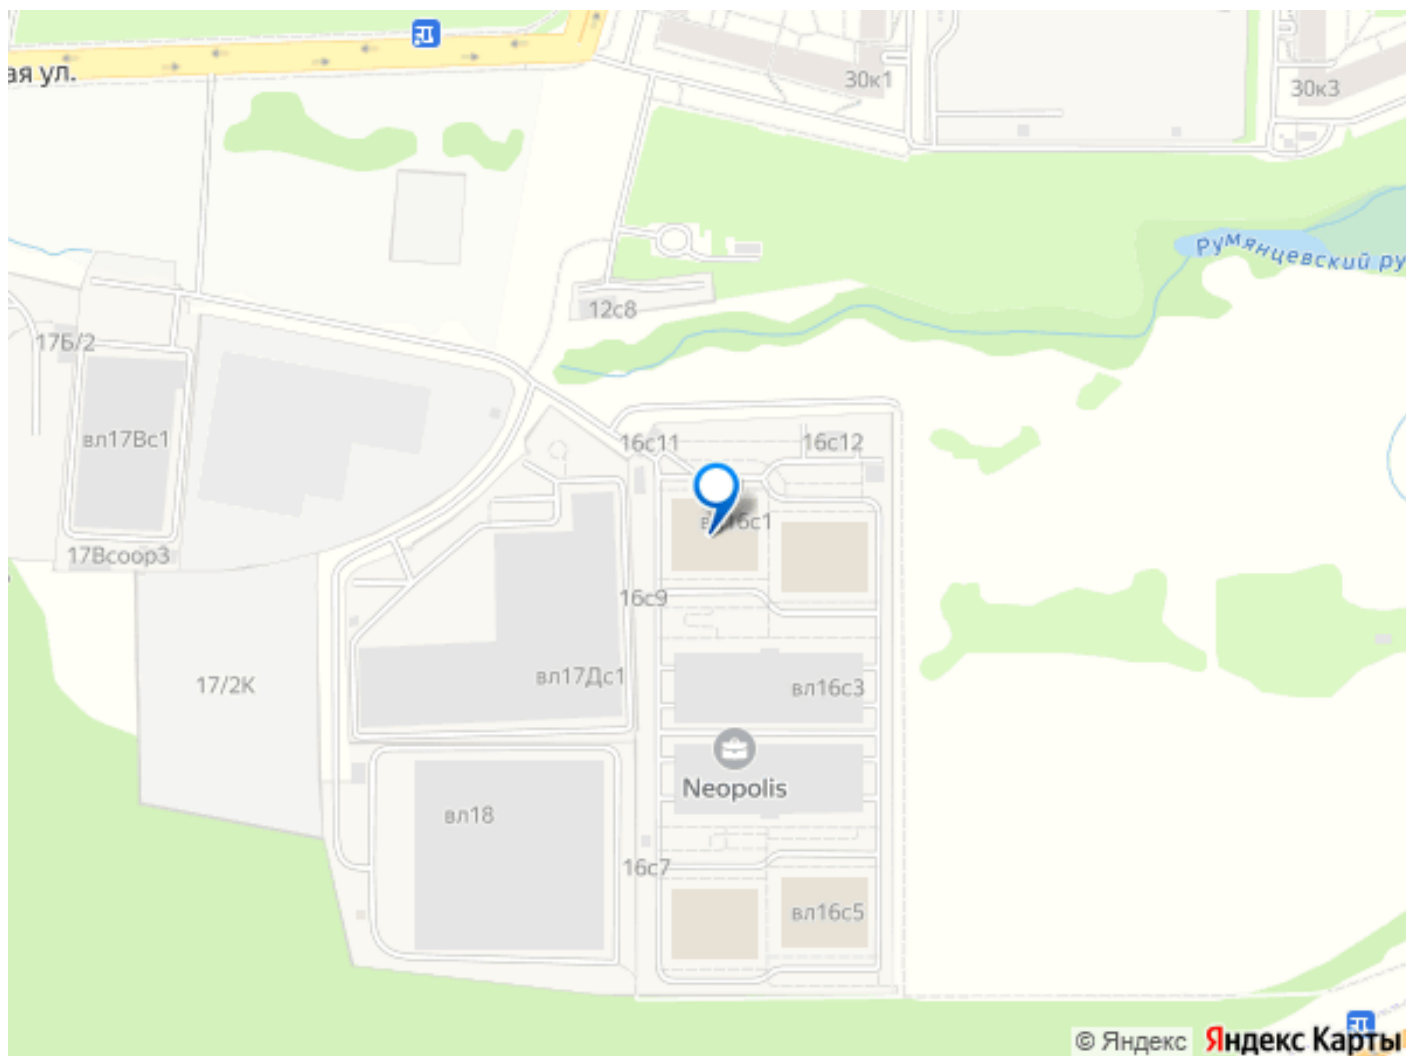 ая ул.
30к1
30к3
Румянцевский ру
12с8
17Б/2
вл17Вс1
16с11
16с12
вл16с1
17Всоор3
16с9
17/2К
вл17Дс1
вл16с3
Neopolis
вл18
16с7
вл16с5
© Яндекс Яндекс Карты